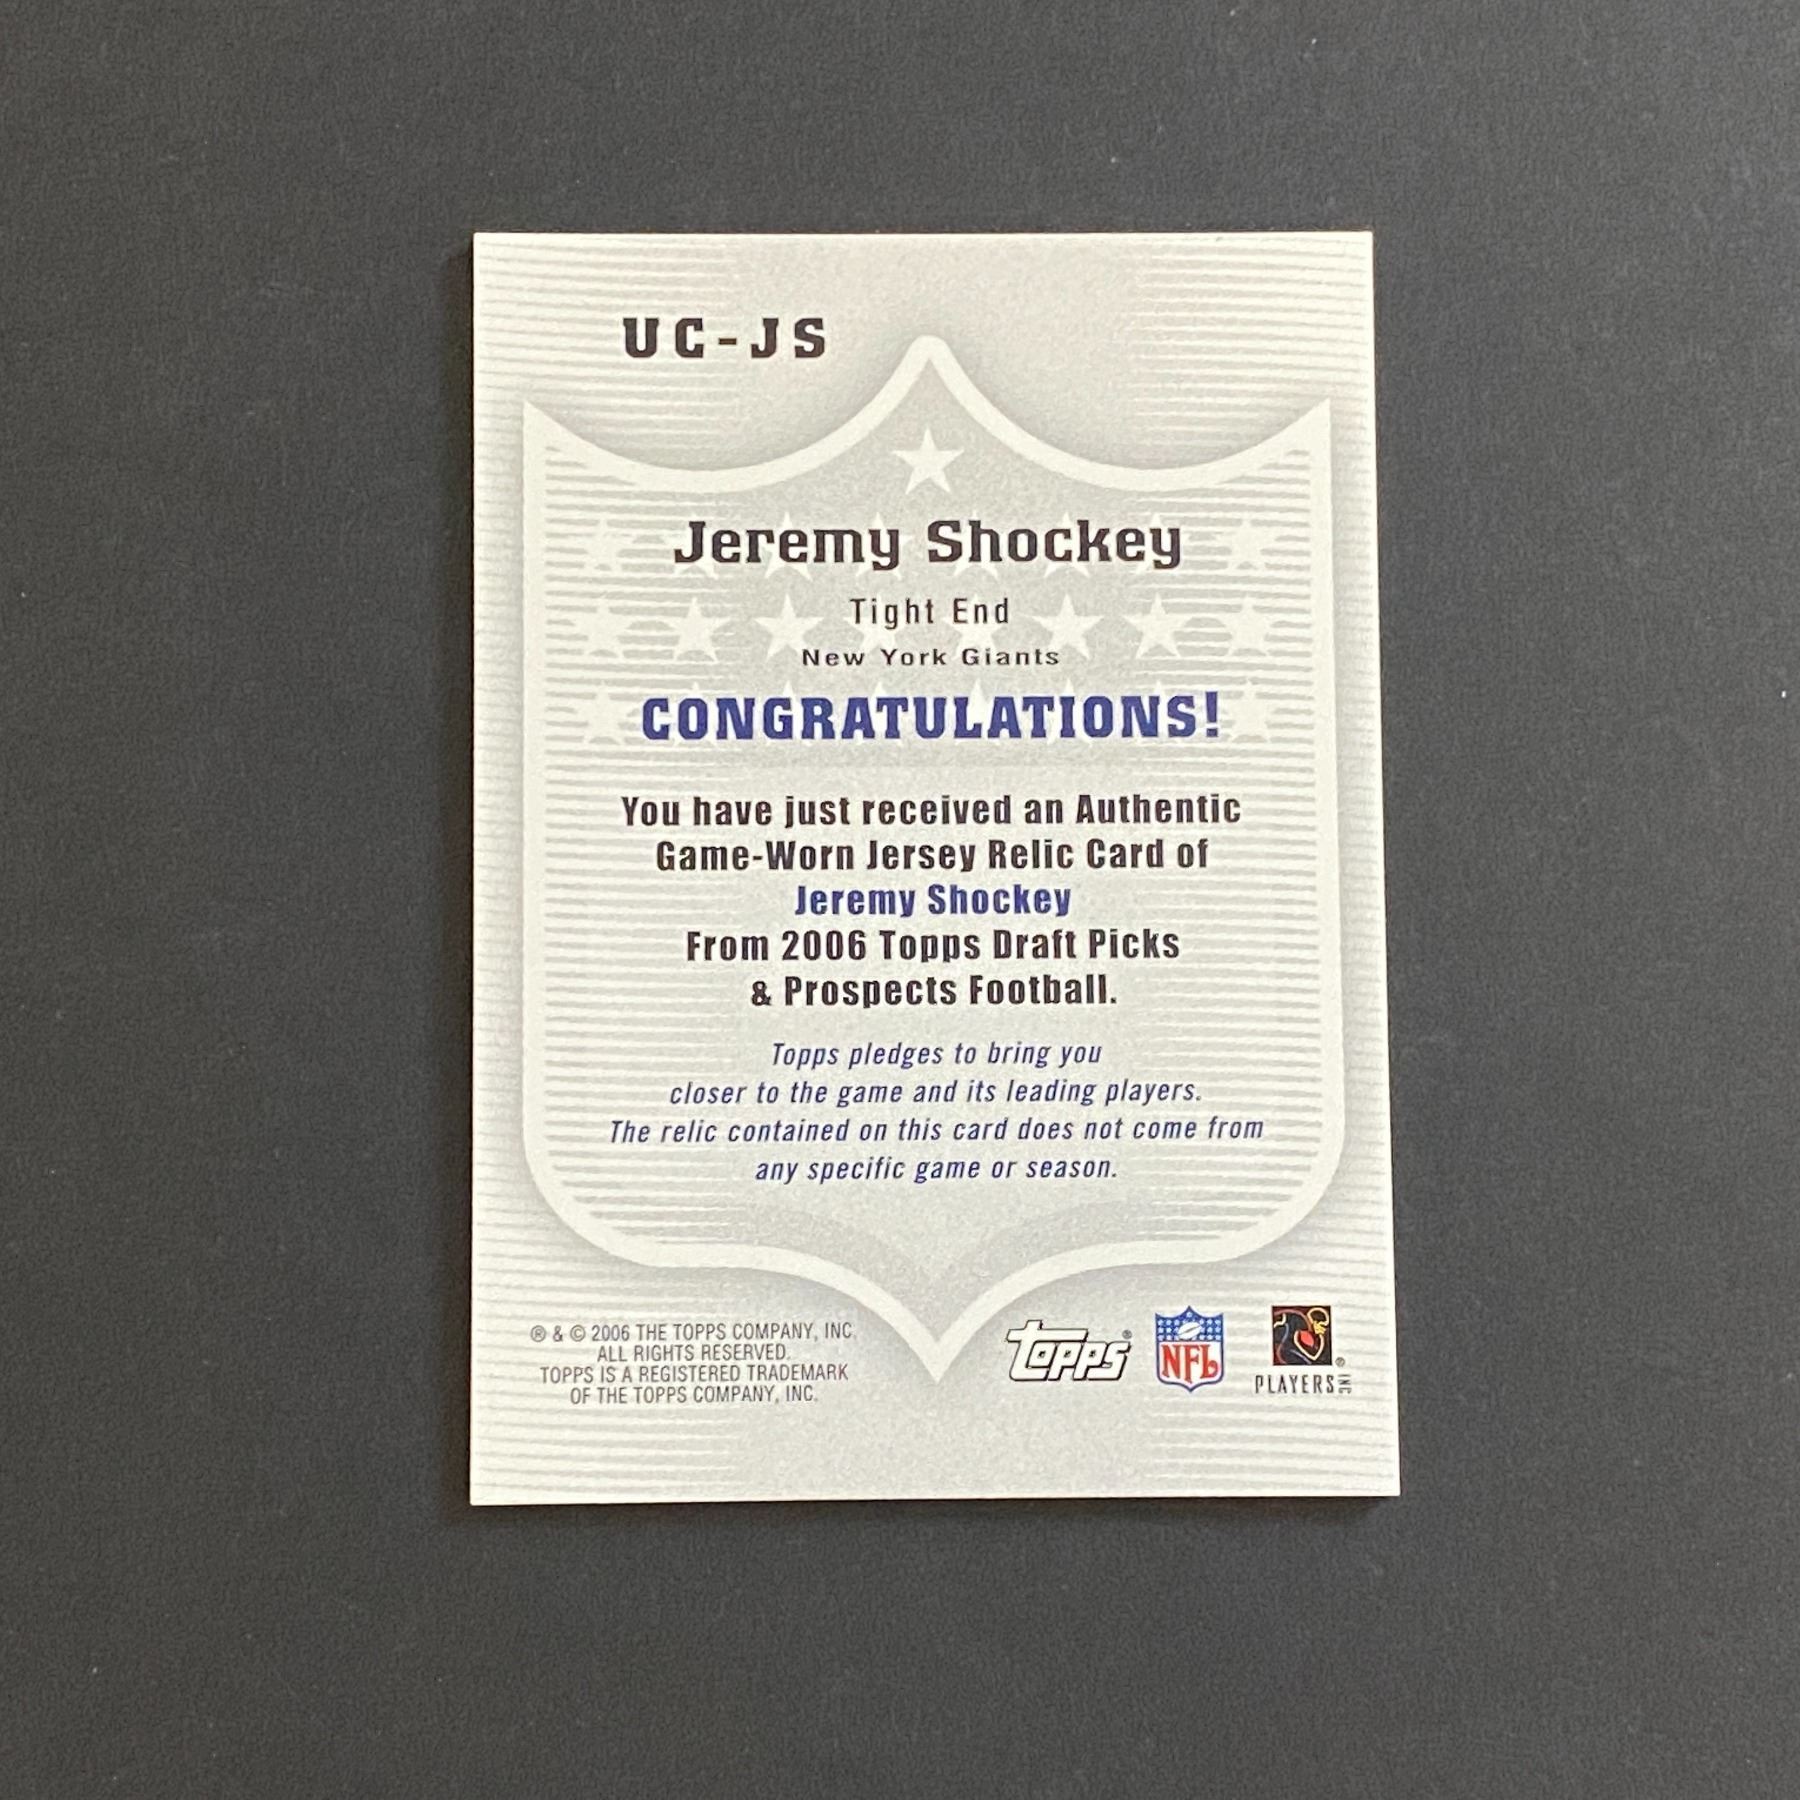 UC-JS
Jeremy Shockey
Tight End
New York Giants
CONGRATULATIONS!
You have just received an Authentic
Game-Worn Jersey Relic Card of
Jeremy Shockey
From 2006 Topps Draft Picks
& Prospects Football.
Topps pledges to bring you
closer to the game and its leading players.
The relic contained on this card does not come from
any specific game or season.
® & © 2006 THE TOPPS COMPANY, INC.
ALL RIGHTS RESERVED.
TOPPS IS A REGISTERED TRADEMARK
OF THE TOPPS COMPANY, INC.
Topps®
NFL
PLAYERS INC®